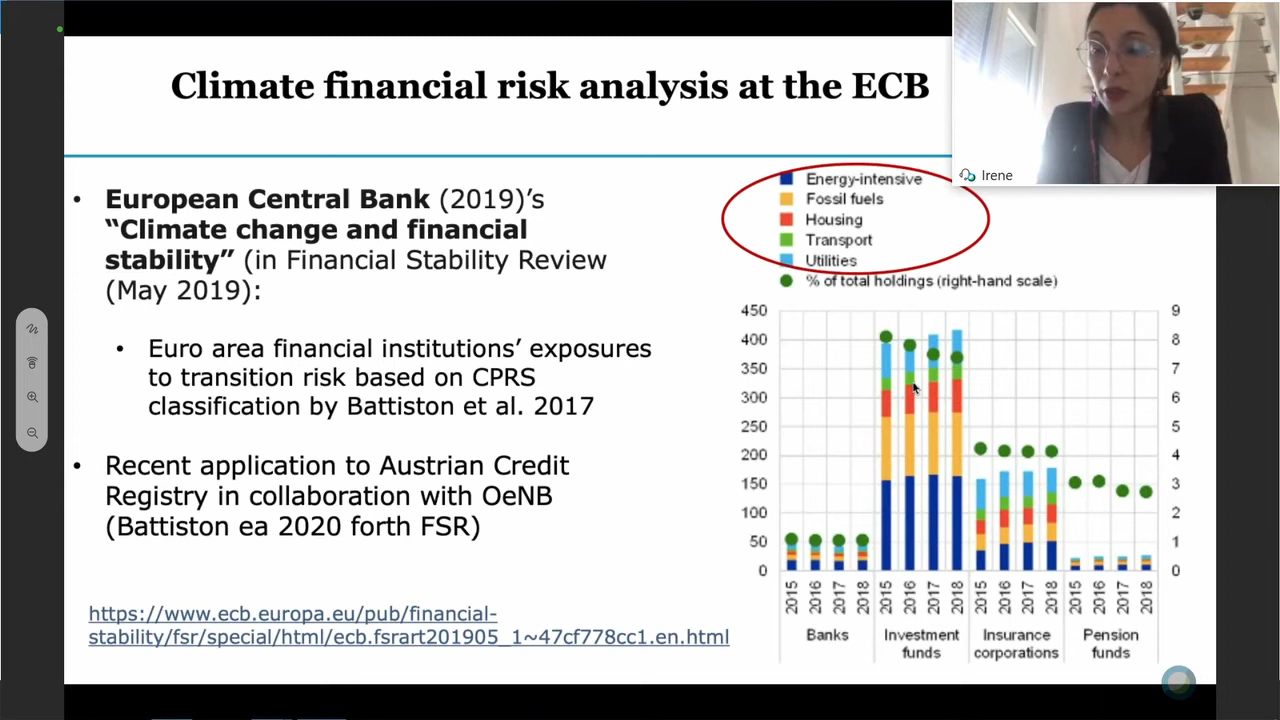 Climate financial risk analysis at the ECB
Irene
• European Central Bank (2019)'s
“Climate change and financial
stability” (in Financial Stability Review
(May 2019):
• Euro area financial institutions’ exposures
to transition risk based on CPRS
classification by Battiston et al. 2017
• Recent application to Austrian Credit
Registry in collaboration with OeNB
(Battiston ea 2020 forth FSR)
https://www.ecb.europa.eu/pub/financial-
stability/fsr/special/html/ecb.fsrart201905_1~47cf778cc1.en.html
Energy-intensive
Fossil fuels
Housing
Transport
Utilities
% of total holdings (right-hand scale)
450 9
400 8
350 7
300 6
250 5
200 4
150 3
100 2
50 1
0 0
2015 2016 2017 2018 2015 2016 2017 2018 2015 2016 2017 2018 2015 2016 2017 2018
Banks Investment Insurance Pension
funds corporations funds